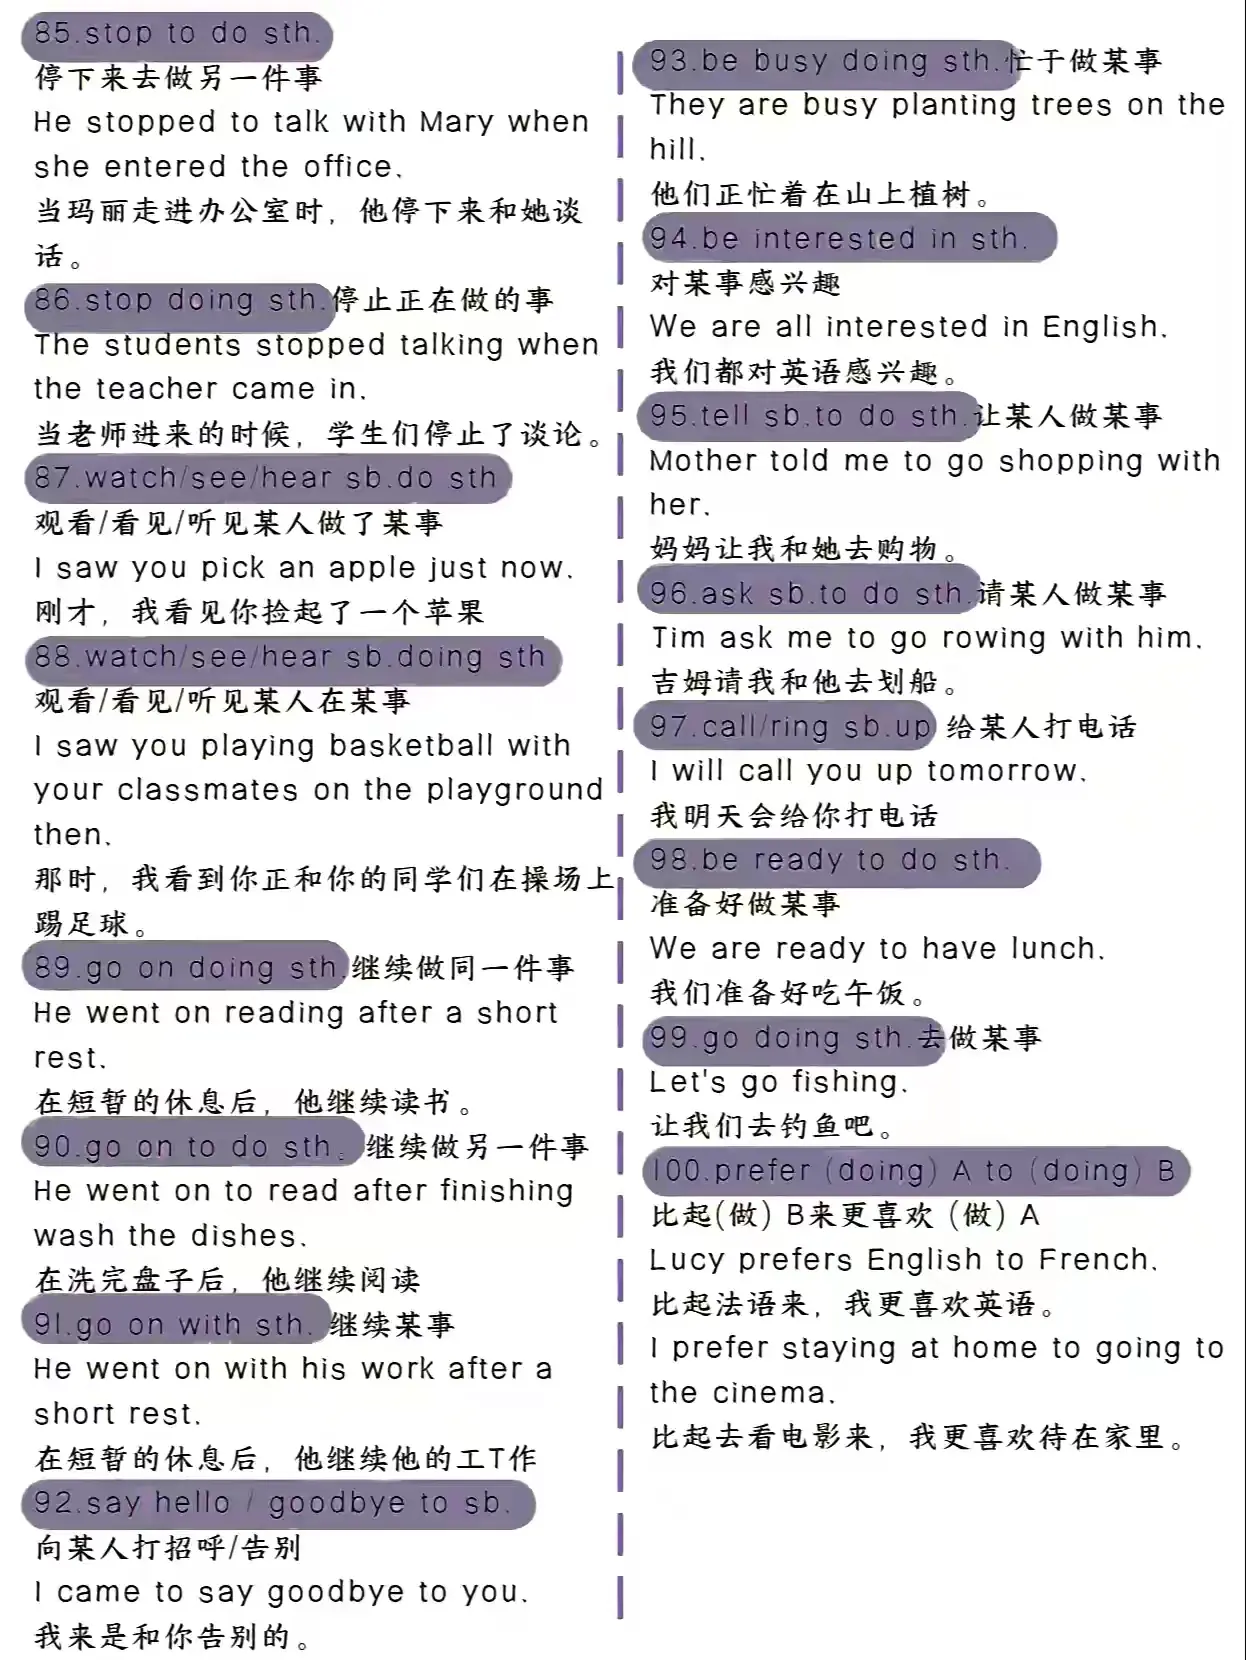 85.stop to do sth.
停下来去做另一件事
He stopped to talk with Mary when
she entered the office.
当玛丽走进办公室时，他停下来和她谈
话。
86.stop doing sth.停止正在做的事
The students stopped talking when
the teacher came in.
当老师进来的时候，学生们停止了谈论。
87.watch/see/hear sb.do sth
观看/看见/听见某人做了某事
I saw you pick an apple just now.
刚才，我看见你捡起了一个苹果
88.watch/see/hear sb.doing sth
观看/看见/听见某人在某事
I saw you playing basketball with
your classmates on the playground
then.
那时，我看到你正和你的同学们在操场上
踢足球。
89.go on doing sth.继续做同一件事
He went on reading after a short
rest.
在短暂的休息后，他继续读书。
90.go on to do sth。继续做另一件事
He went on to read after finishing
wash the dishes.
在洗完盘子后，他继续阅读
91.go on with sth.继续某事
He went on with his work after a
short rest.
在短暂的休息后，他继续他的工T作
92.say hello / goodbye to sb.
向某人打招呼/告别
I came to say goodbye to you.
我来是和你告别的。
93.be busy doing sth.忙于做某事
They are busy planting trees on the
hill.
他们正忙着在山上植树。
94.be interested in sth.
对某事感兴趣
We are all interested in English.
我们都对英语感兴趣。
95.tell sb.to do sth.让某人做某事
Mother told me to go shopping with
her.
妈妈让我和她去购物。
96.ask sb.to do sth.请某人做某事
Tim ask me to go rowing with him.
吉姆请我和他去划船。
97.call/ring sb.up 给某人打电话
I will call you up tomorrow.
我明天会给你打电话
98.be ready to do sth.
准备好做某事
We are ready to have lunch.
我们准备好吃午饭。
99.go doing sth.去做某事
Let's go fishing.
让我们去钓鱼吧。
100.prefer (doing) A to (doing) B
比起(做) B来更喜欢 (做) A
Lucy prefers English to French.
比起法语来，我更喜欢英语。
I prefer staying at home to going to
the cinema.
比起去看电影来，我更喜欢待在家里。